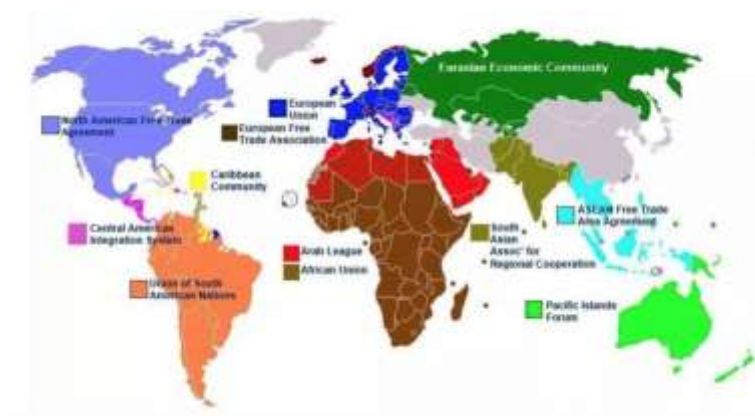 Eurasian Economic Community
European
Union
North American Free Trade
Agreement
European Free
Trade Association
Caribbean
Community
ASEAN Free Trade
Area Agreement
Central American
Integration System
South
Asian
Assoc' for
Regional Cooperation
Arab League
African Union
Union of South
American Nations
Pacific Islands
Forum